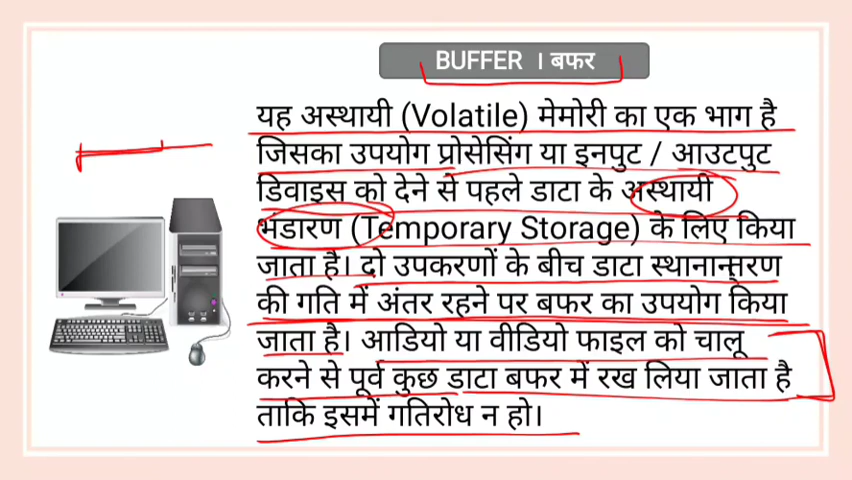 BUFFER । बफर
यह अस्थायी (Volatile) मेमोरी का एक भाग है
जिसका उपयोग प्रोसेसिंग या इनपुट / आउटपुट
डिवाइस को देने से पहले डाटा के अस्थायी
भंडारण (Temporary Storage) के लिए किया
जाता है। दो उपकरणों के बीच डाटा स्थानान्तरण
की गति में अंतर रहने पर बफर का उपयोग किया
जाता है। आडियो या वीडियो फाइल को चालू
करने से पूर्व कुछ डाटा बफर में रख लिया जाता है
ताकि इसमें गतिरोध न हो।